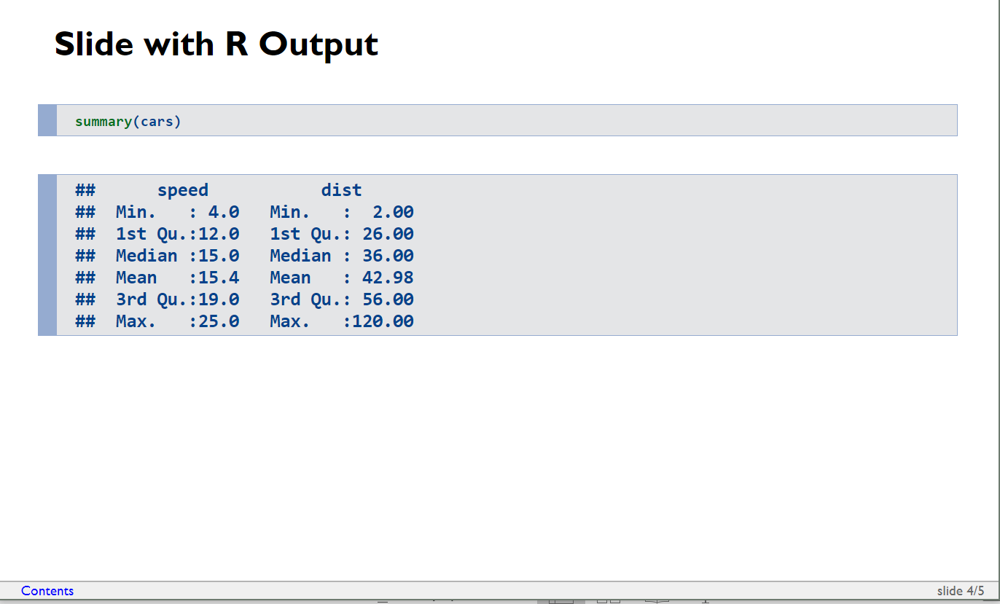 Slide with R Output
summary(cars)
##      speed           dist
##  Min.   : 4.0   Min.   :  2.00
##  1st Qu.:12.0   1st Qu.: 26.00
##  Median :15.0   Median : 36.00
##  Mean   :15.4   Mean   : 42.98
##  3rd Qu.:19.0   3rd Qu.: 56.00
##  Max.   :25.0   Max.   :120.00
Contents
slide 4/5